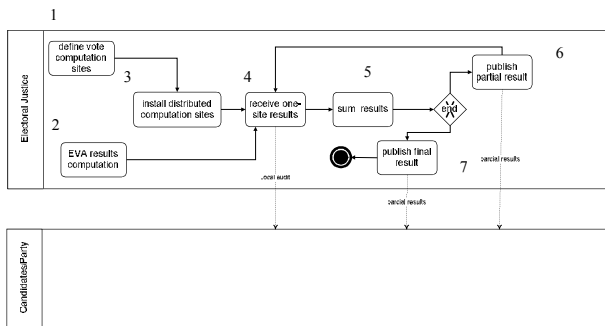 1
define vote
computation
sites
Electoral Justice
3
4
5
6
publish
partial result
install distributed
computation sites
receive one-
site results
sum results
end
2
EVA results
computation
publish final
result
7
Local audit
parcial results
parcial results
Candidates/Party